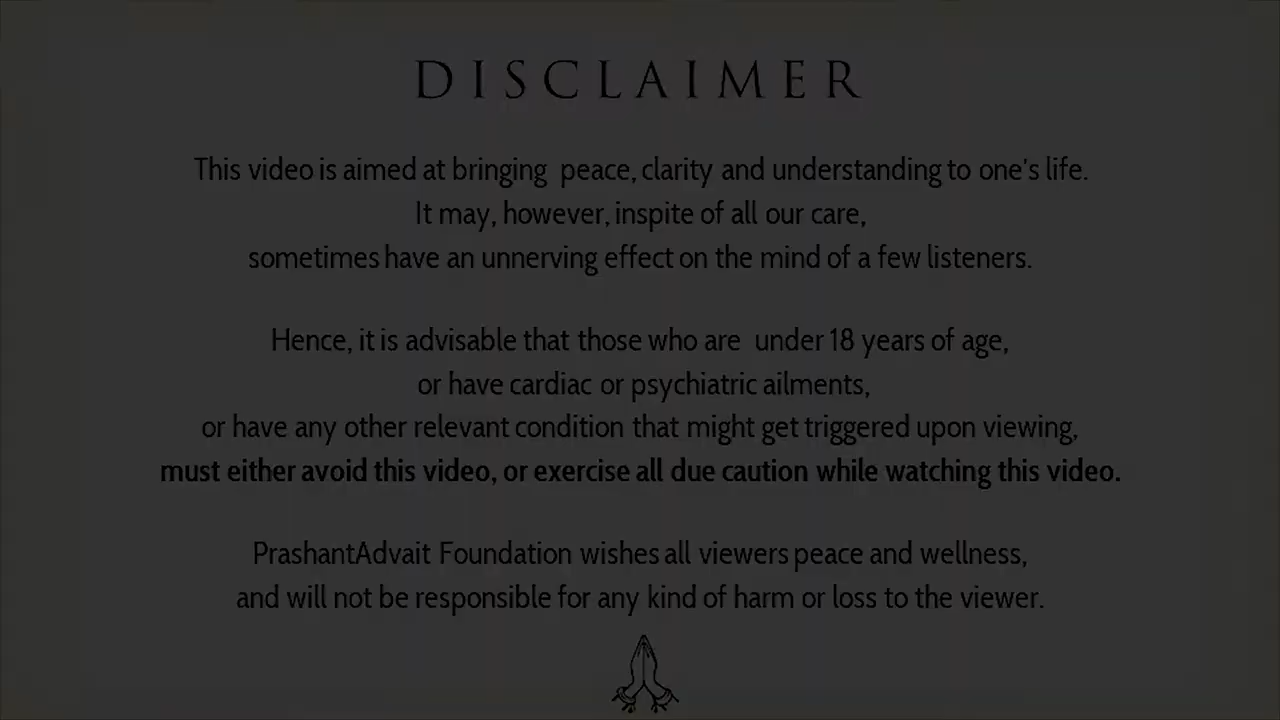 DISCLAIMER
This video is aimed at bringing peace, clarity and understanding to one's life.
It may, however, inspite of all our care,
sometimes have an unnerving effect on the mind of a few listeners.
Hence, it is advisable that those who are under 18 years of age,
or have cardiac or psychiatric ailments,
or have any other relevant condition that might get triggered upon viewing,
must either avoid this video, or exercise all due caution while watching this video.
PrashantAdvait Foundation wishes all viewers peace and wellness,
and will not be responsible for any kind of harm or loss to the viewer.